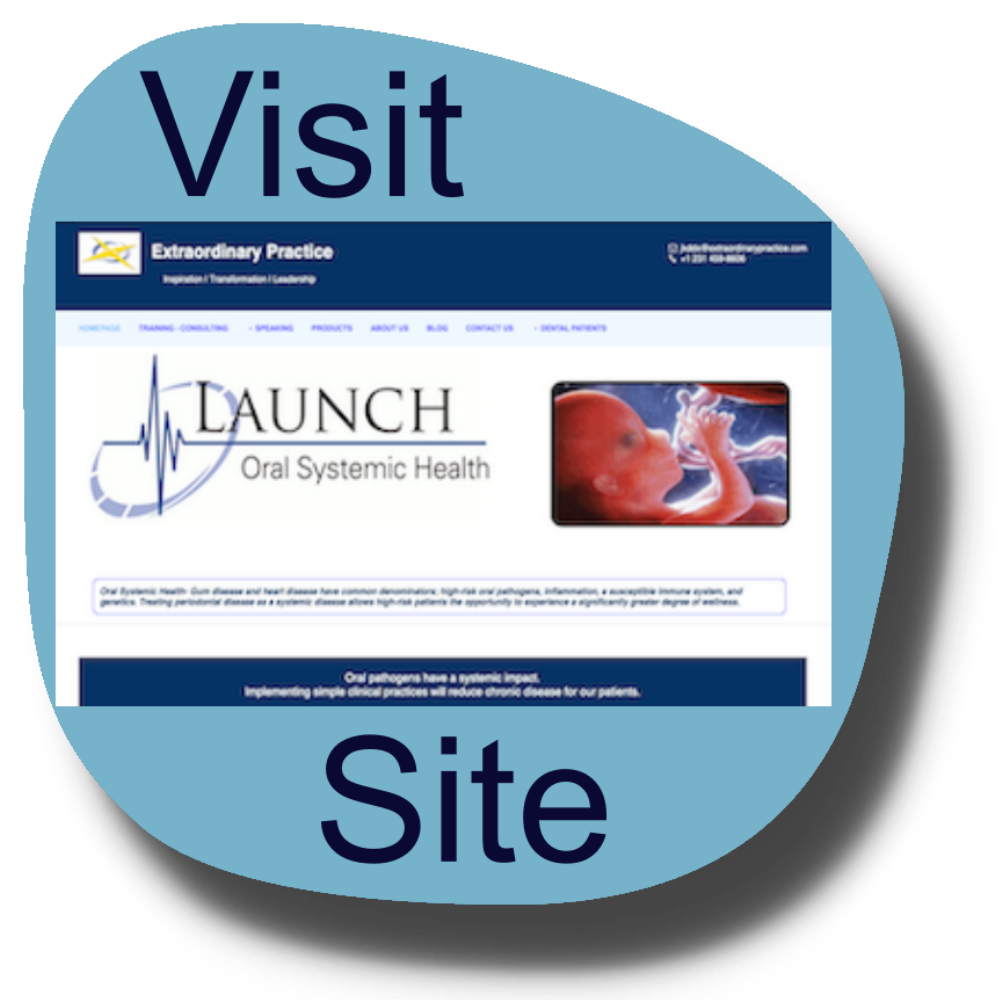 Visit
Extraordinary Practice
Inspiration I Transformation I Leadership
HOMEPAGE TRAINING - CONSULTING SPEAKING PRODUCTS ABOUT US BLOG CONTACT US DENTAL PATIENTS
LAUNCH
Oral Systemic Health
Oral Systemic Health- Gum disease and heart disease have common denominators; high-risk oral pathogens, inflammation, a susceptible immune system, and
genetics. Treating periodontal disease as a systemic disease allows high-risk patients the opportunity to experience a significantly greater degree of wellness.
Oral pathogens have a systemic impact.
Implementing simple clinical practices will reduce chronic disease for our patients.
Site